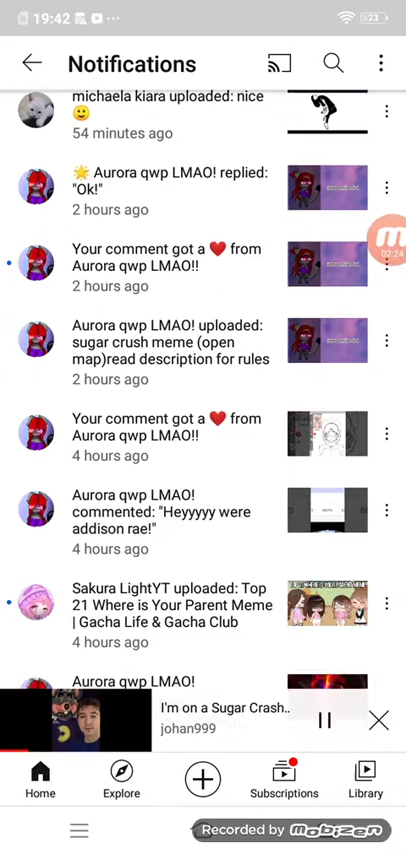 19:42
23
Notifications
michaela kiara uploaded: nice
🙂
54 minutes ago
🌟 Aurora qwp LMAO! replied:
"Ok!"
2 hours ago
02:24
Your comment got a ❤️ from
Aurora qwp LMAO!!
2 hours ago
Aurora qwp LMAO! uploaded:
sugar crush meme (open
map)read description for rules
2 hours ago
Your comment got a ❤️ from
Aurora qwp LMAO!!
4 hours ago
Aurora qwp LMAO!
commented: "Heyyyyy were
addison rae!"
4 hours ago
Sakura LightYT uploaded: Top
21 Where is Your Parent Meme
| Gacha Life & Gacha Club
4 hours ago
Aurora qwp LMAO!
I'm on a Sugar Crash..
johan999
Home
Explore
Subscriptions
Library
Recorded by mobizen